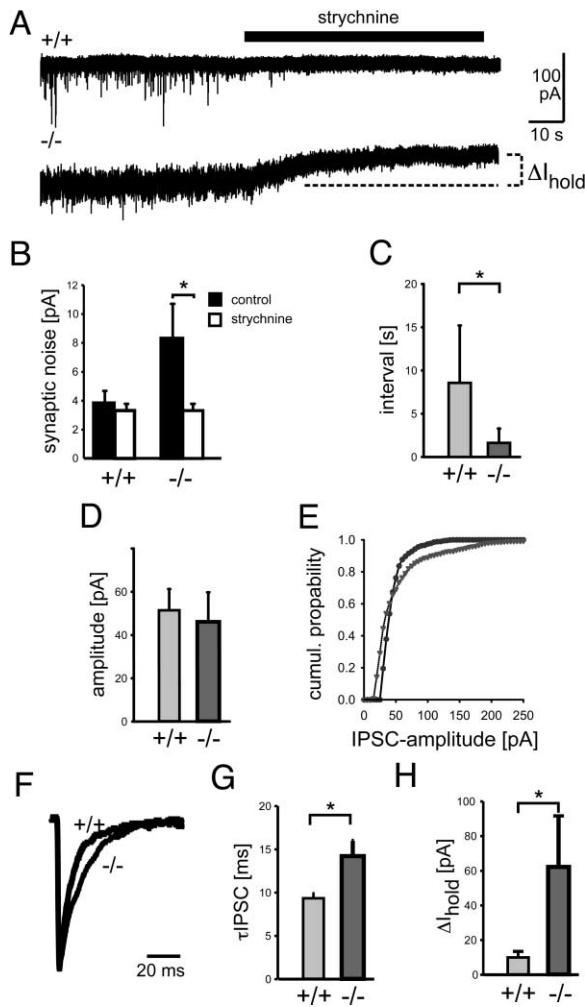 A
strychnine
+/+
100
pA
10 s
-/-
ΔIhold
B
synaptic noise [pA]
12
10
8
6
4
2
0
*
control
strychnine
+/+ -/-
C
interval [s]
20
15
10
5
0
*
+/+ -/-
D
amplitude [pA]
60
40
20
0
+/+ -/-
E
cumul. propability
1.0
0.8
0.6
0.4
0.2
0.0
0 50 100 150 200 250
IPSC-amplitude [pA]
F
+/+
-/-
20 ms
G
τIPSC [ms]
20
15
10
5
0
*
+/+ -/-
H
ΔIhold [pA]
100
80
60
40
20
0
*
+/+ -/-